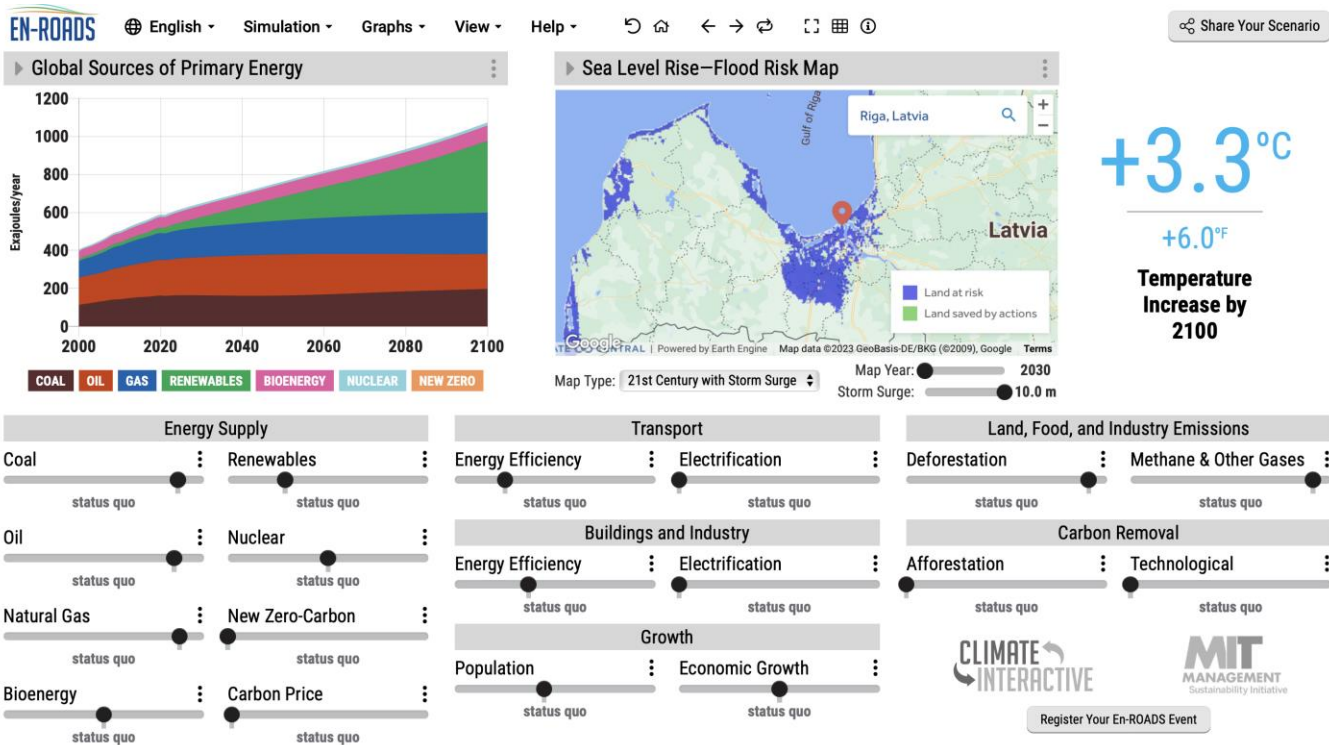 EN-ROADS
English
Simulation
Graphs
View
Help
Share Your Scenario
Global Sources of Primary Energy
Exajoules/year
1200
1000
800
600
400
200
0
2000 2020 2040 2060 2080 2100
COAL OIL GAS RENEWABLES BIOENERGY NUCLEAR NEW ZERO
Sea Level Rise—Flood Risk Map
Gulf of Riga
Riga, Latvia
+
−
Latvia
Land at risk
Land saved by actions
Google
CENTRAL | Powered by Earth Engine Map data ©2023 GeoBasis-DE/BKG (©2009), Google Terms
Map Type: 21st Century with Storm Surge
Map Year: 2030
Storm Surge: 10.0 m
+3.3°C
+6.0°F
Temperature
Increase by
2100
Energy Supply
Coal
status quo
Renewables
status quo
Oil
status quo
Nuclear
status quo
Natural Gas
status quo
New Zero-Carbon
status quo
Bioenergy
status quo
Carbon Price
status quo
Transport
Energy Efficiency
status quo
Electrification
status quo
Buildings and Industry
Energy Efficiency
status quo
Electrification
status quo
Growth
Population
status quo
Economic Growth
status quo
Land, Food, and Industry Emissions
Deforestation
status quo
Methane & Other Gases
status quo
Carbon Removal
Afforestation
status quo
Technological
status quo
CLIMATE
INTERACTIVE
MIT
MANAGEMENT
Sustainability Initiative
Register Your En-ROADS Event